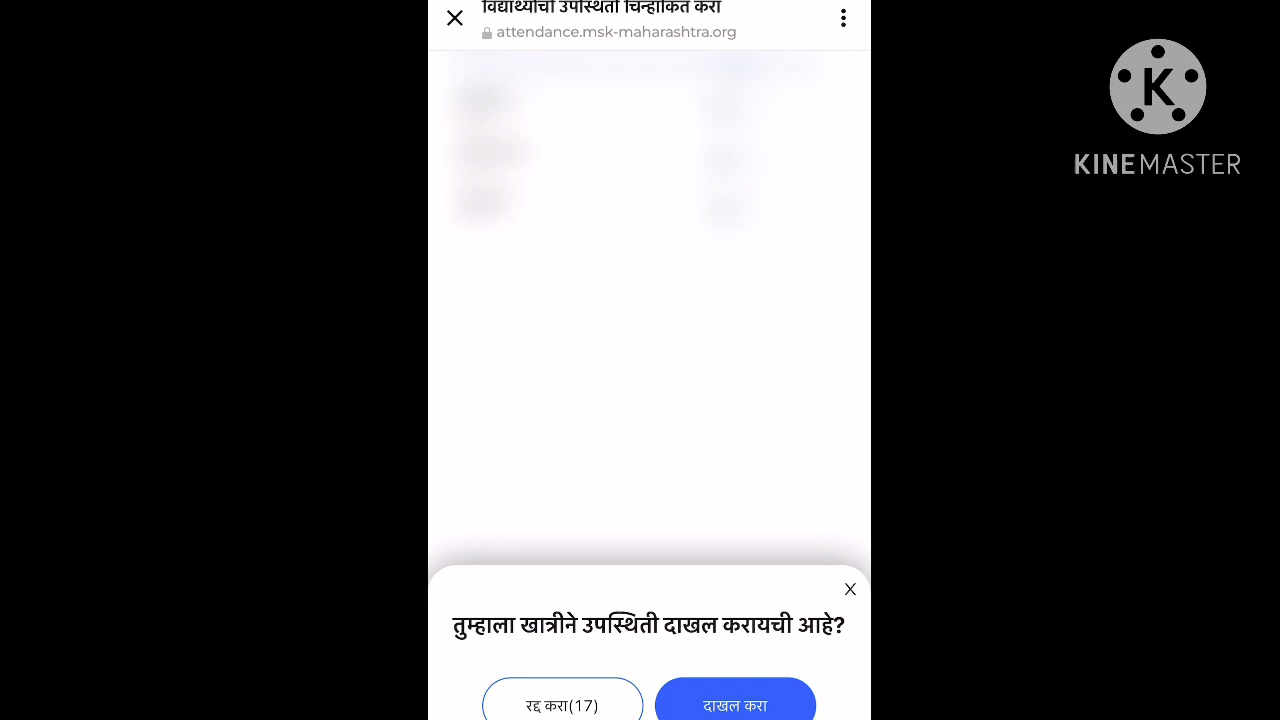 विद्यार्थ्यांची उपस्थिती चिन्हांकित करा
attendance.msk-maharashtra.org
K
KINEMASTER
X
तुम्हाला खात्रीने उपस्थिती दाखल करायची आहे?
रद्द करा(17)
दाखल करा